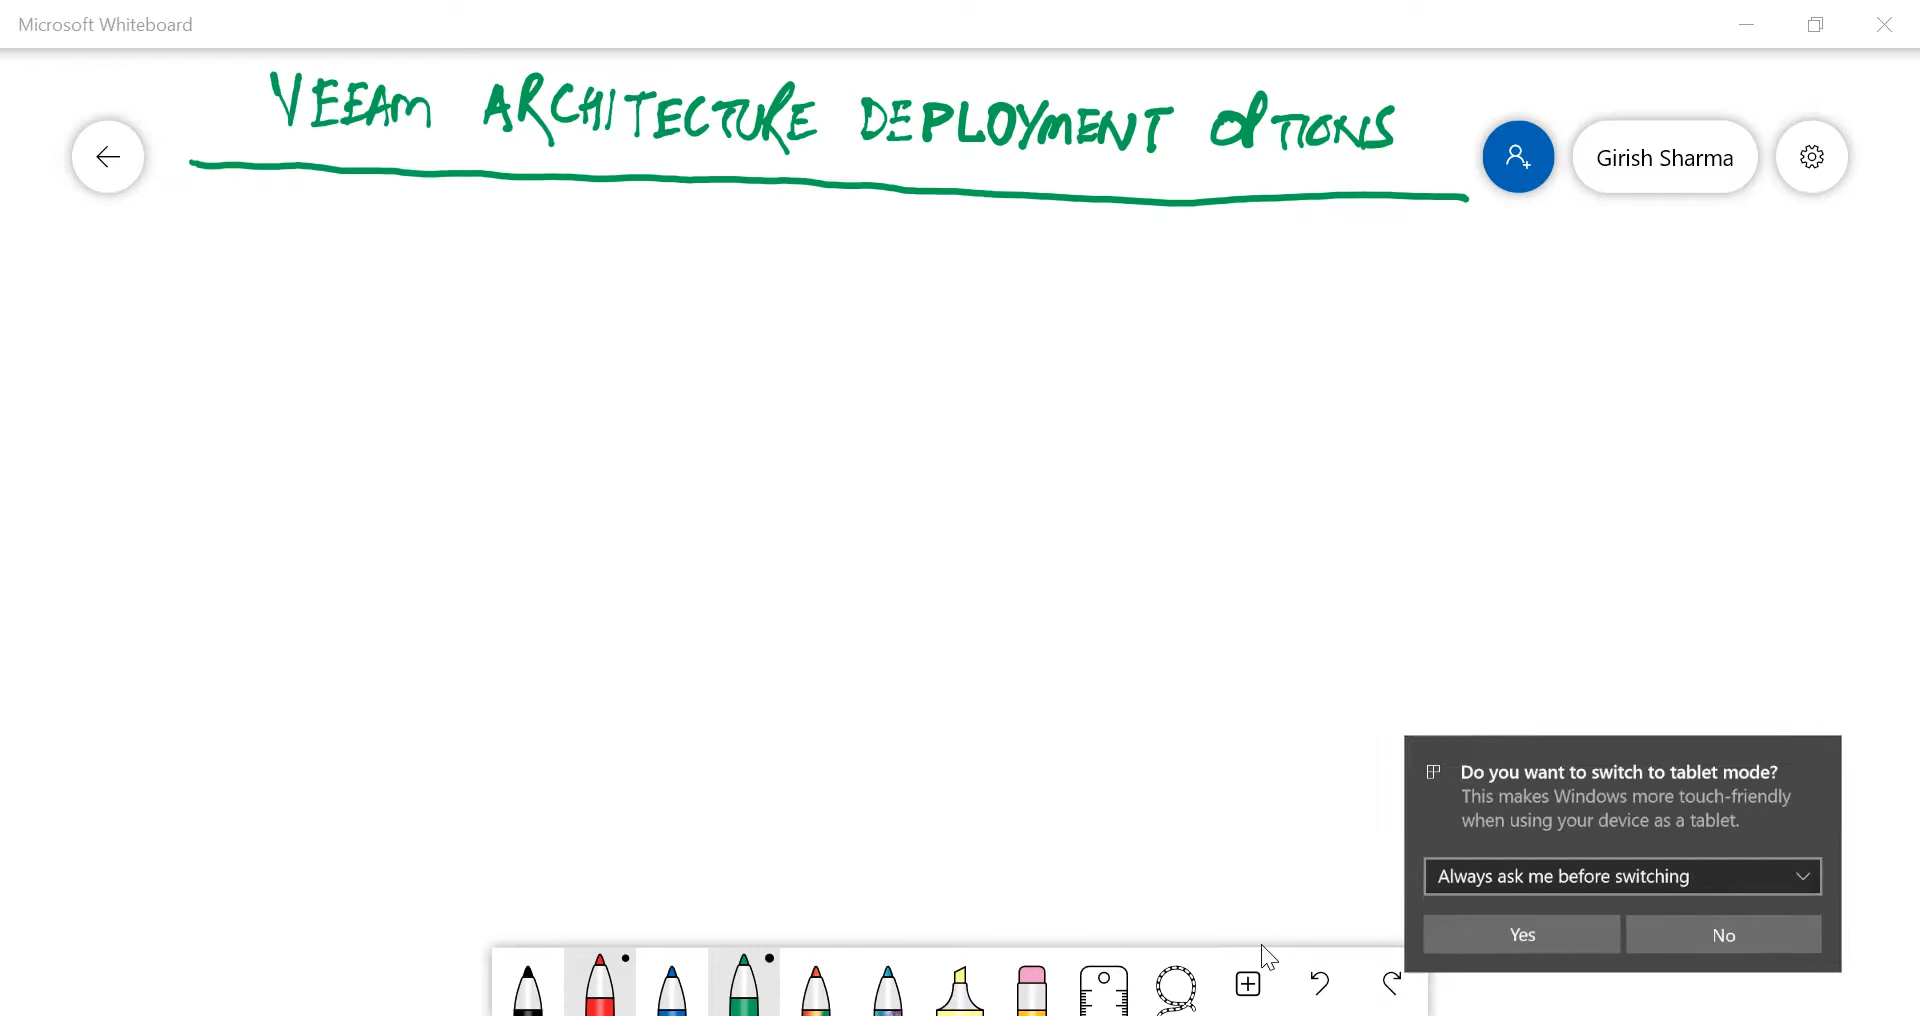 Microsoft Whiteboard
VEEAM ARCHITECTURE DEPLOYMENT OPTIONS
Girish Sharma
Do you want to switch to tablet mode?
This makes Windows more touch-friendly
when using your device as a tablet.
Always ask me before switching
Yes
No